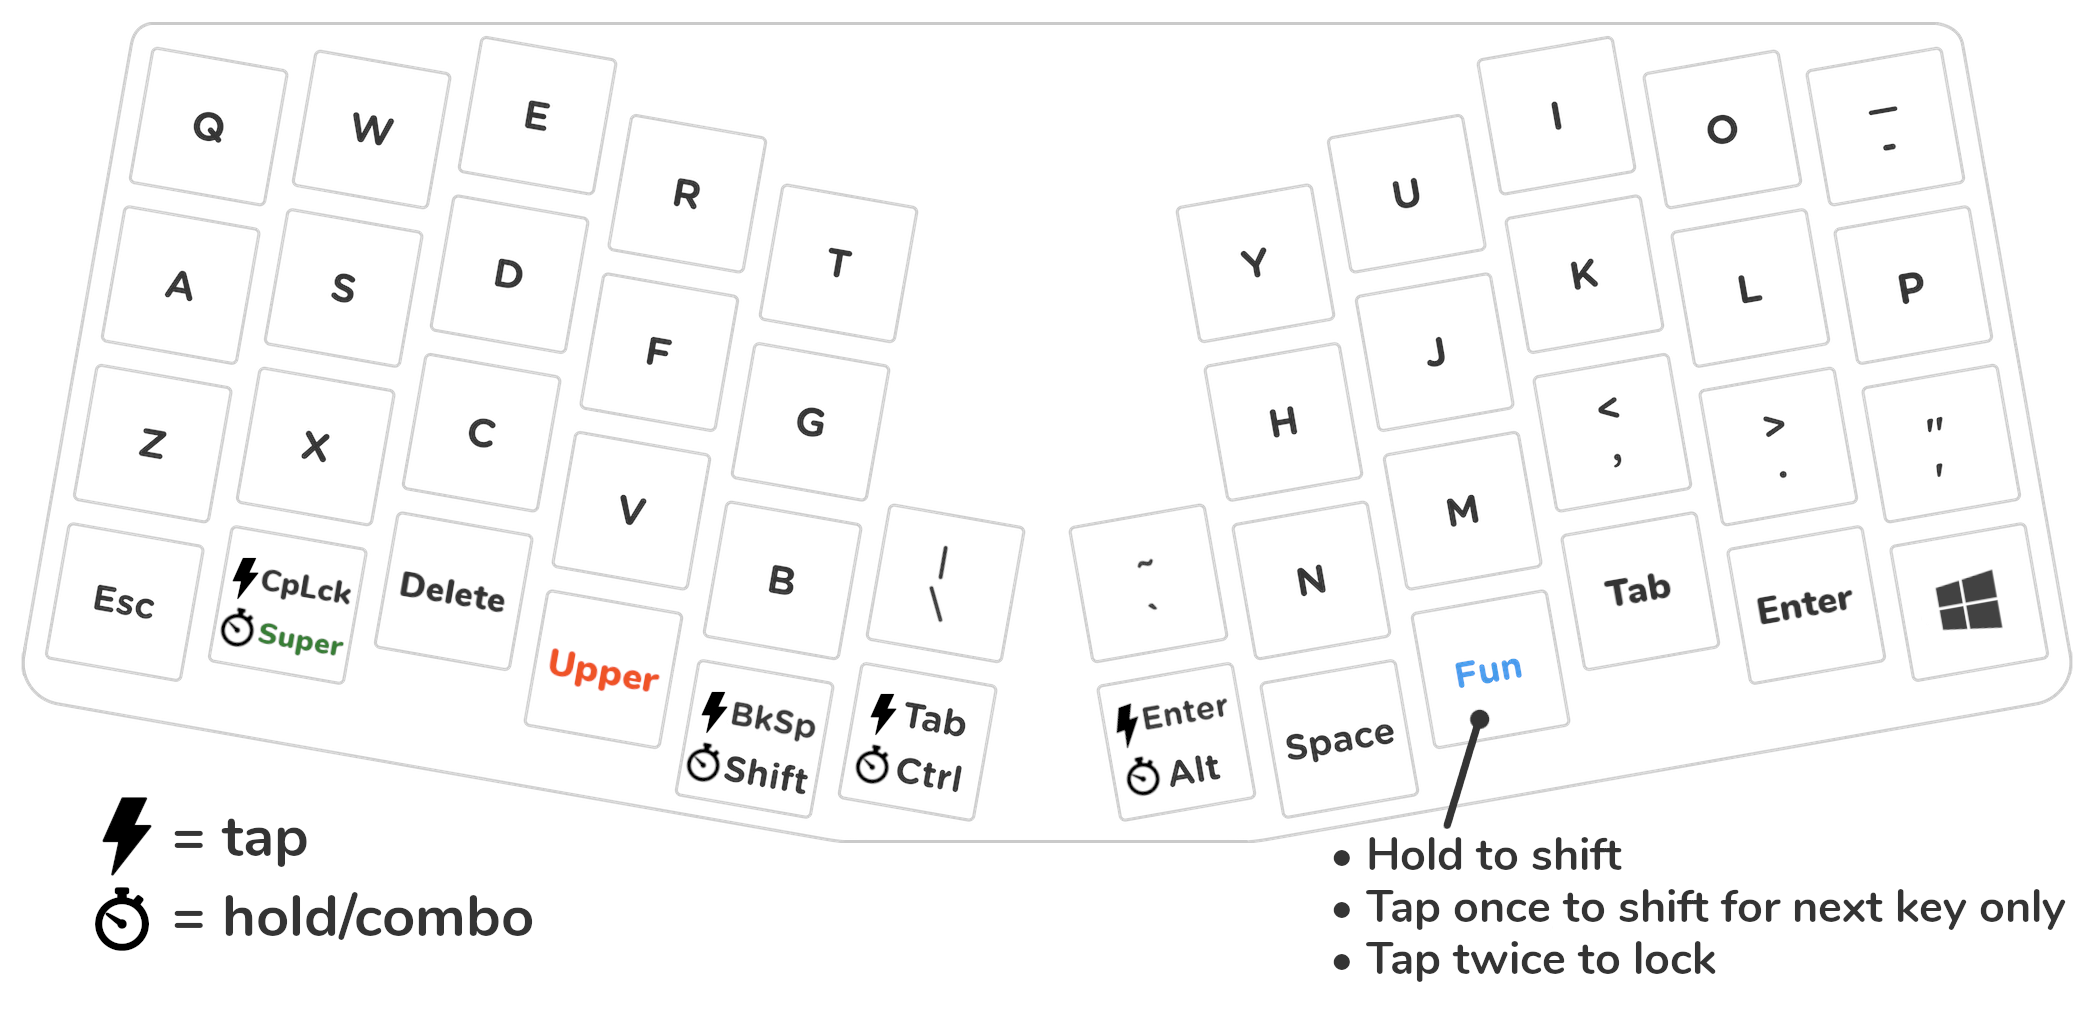 Q W E R T Y U I O — -
A S D F G H J K L P
Z X C V B | \ ~ ` N M < , > . " '
Esc CpLck Super Delete Upper BkSp Shift Tab Ctrl Enter Alt Space Fun Tab Enter
= tap
= hold/combo
• Hold to shift
• Tap once to shift for next key only
• Tap twice to lock